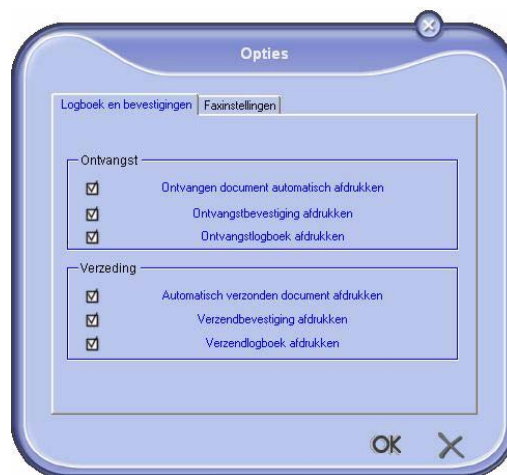 Opties
Logboek en bevestigingen
Faxinstellingen
Ontvangst
Ontvangen document automatisch afdrukken
Ontvangstbevestiging afdrukken
Ontvangstlogboek afdrukken
Verzeding
Automatisch verzonden document afdrukken
Verzendbevestiging afdrukken
Verzendlogboek afdrukken
OK